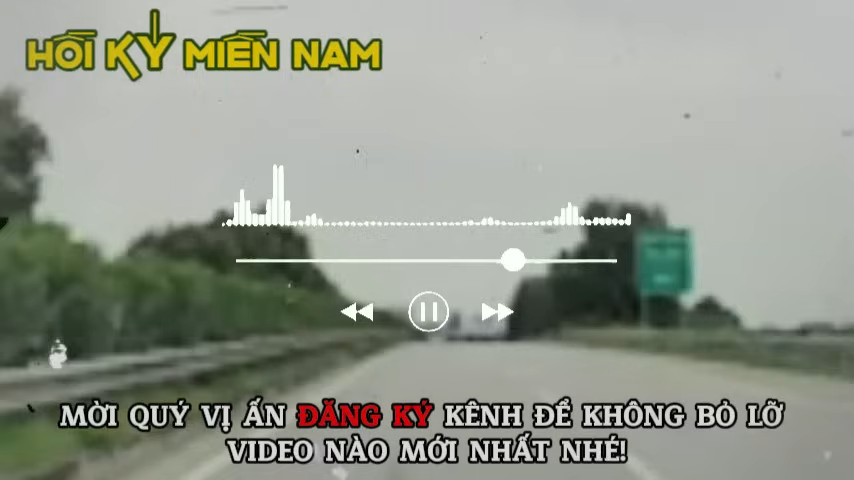 HỒI KÝ MIỀN NAM
MỜI QUÝ VỊ ẤN ĐĂNG KÝ KÊNH ĐỂ KHÔNG BỎ LỠ
VIDEO NÀO MỚI NHẤT NHÉ!